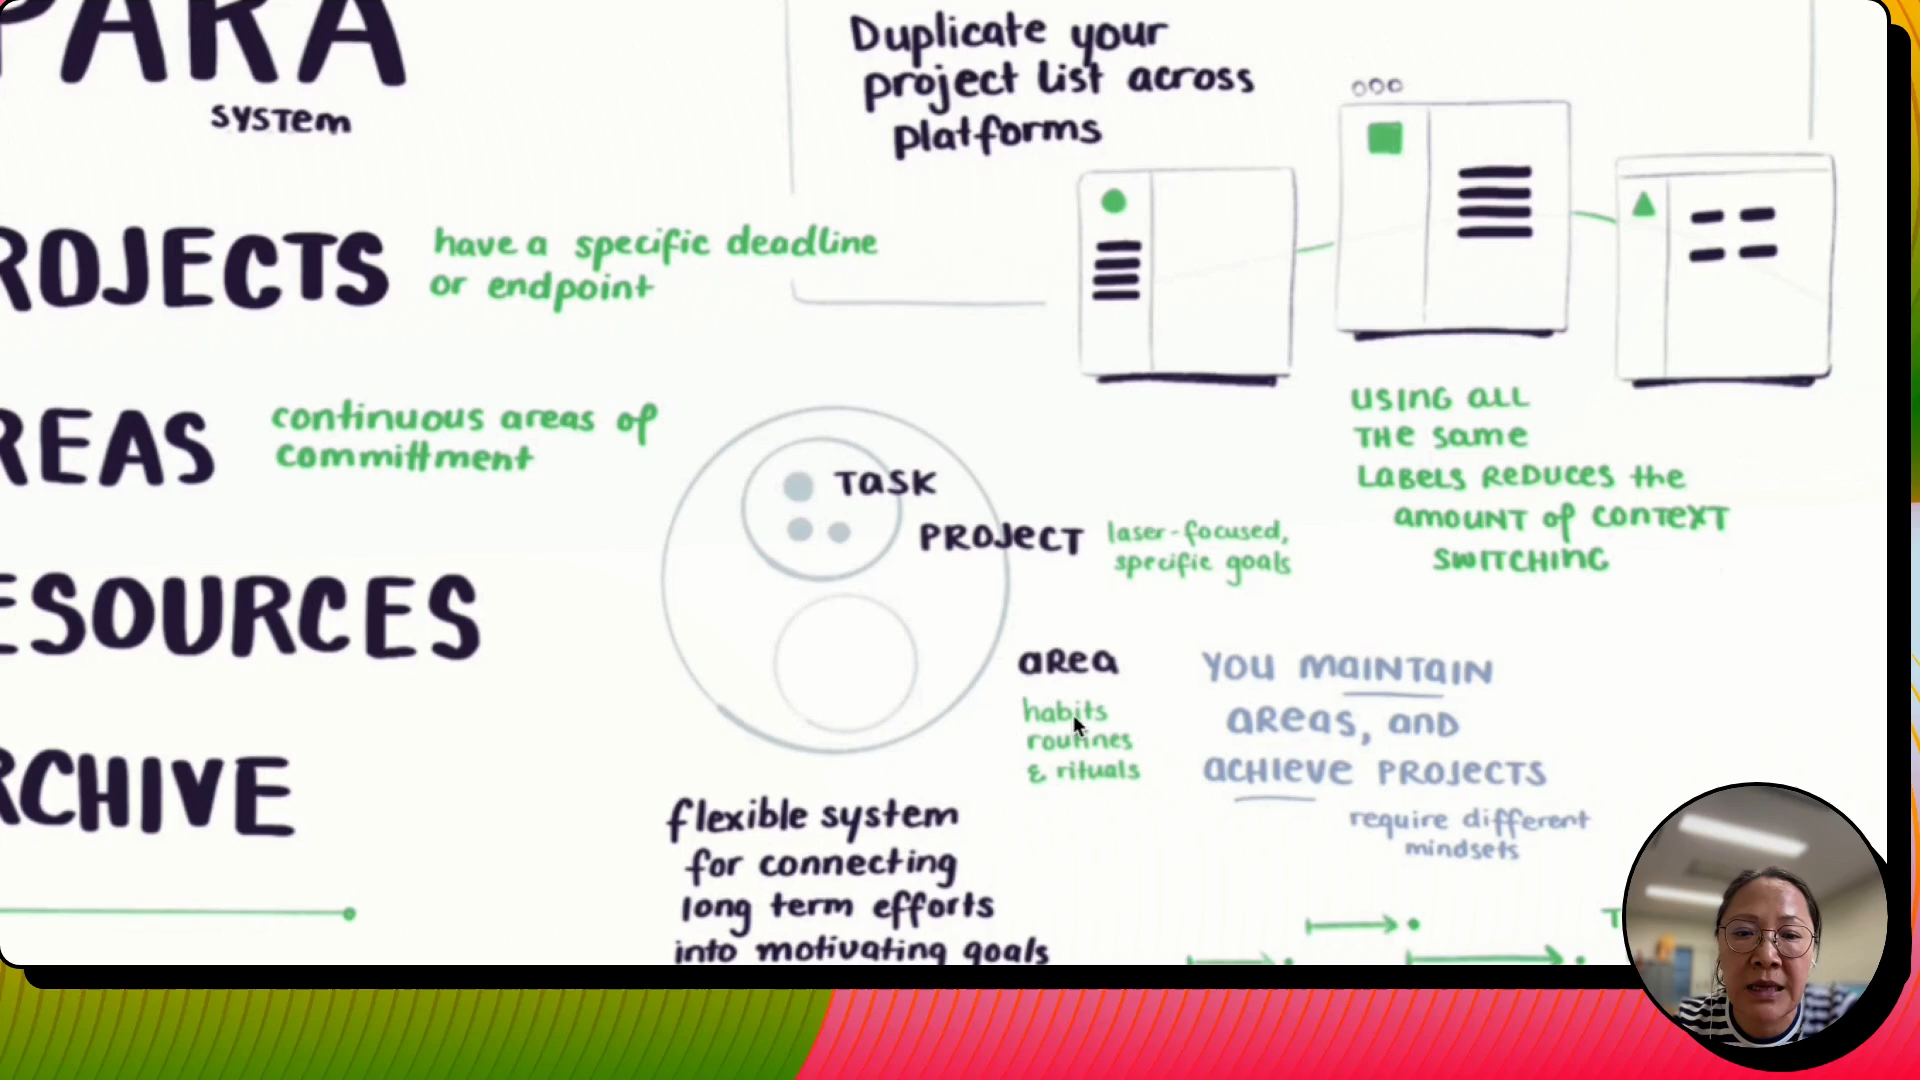 PARA
SYSTEM
ROJECTS
have a specific deadline
or endpoint
REAS
continuous areas of
committment
ESOURCES
RCHIVE
Duplicate your
project list across
platforms
USING ALL
THE same
LABELS REDUCES the
amOUNT of CONTEXT
SWITCHING
TASK
PROJECT
laser-focused,
specific goals
area
habits
routines
& rituals
YOU maINTAIN
aReas, anD
aCHIeve PROJECTS
require different
mindsets
flexible system
for connecting
long term efforts
into motivating goals
T